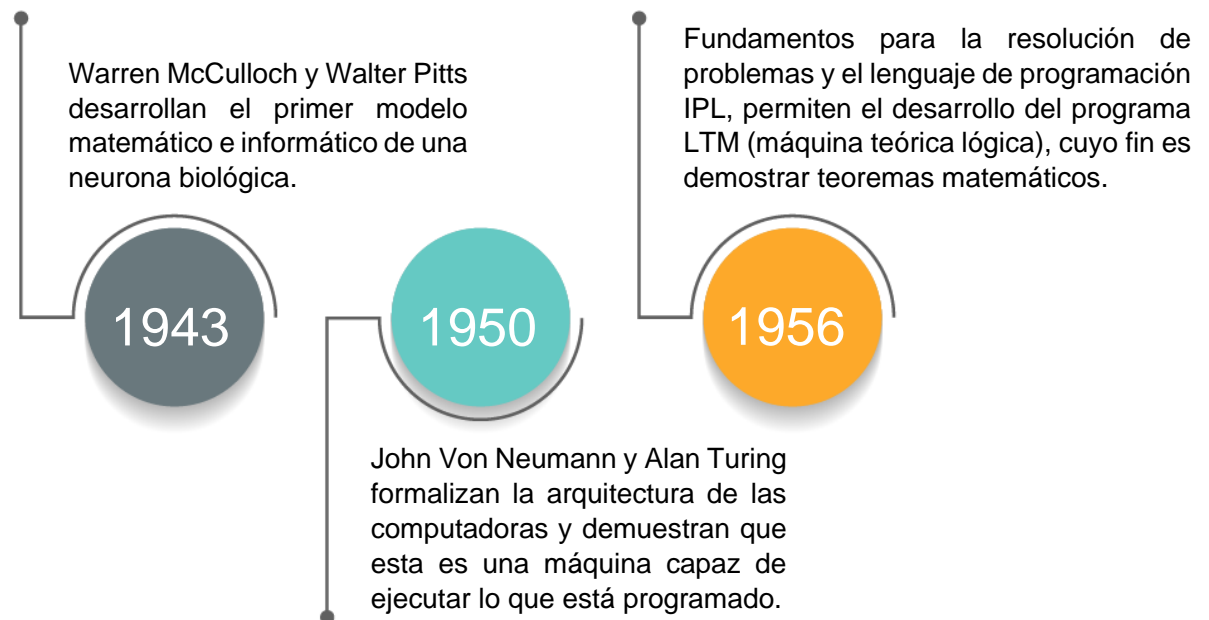 Warren McCulloch y Walter Pitts
desarrollan el primer modelo
matemático e informático de una
neurona biológica.
1943
John Von Neumann y Alan Turing
formalizan la arquitectura de las
computadoras y demuestran que
esta es una máquina capaz de
ejecutar lo que está programado.
1950
Fundamentos para la resolución de
problemas y el lenguaje de programación
IPL, permiten el desarrollo del programa
LTM (máquina teórica lógica), cuyo fin es
demostrar teoremas matemáticos.
1956